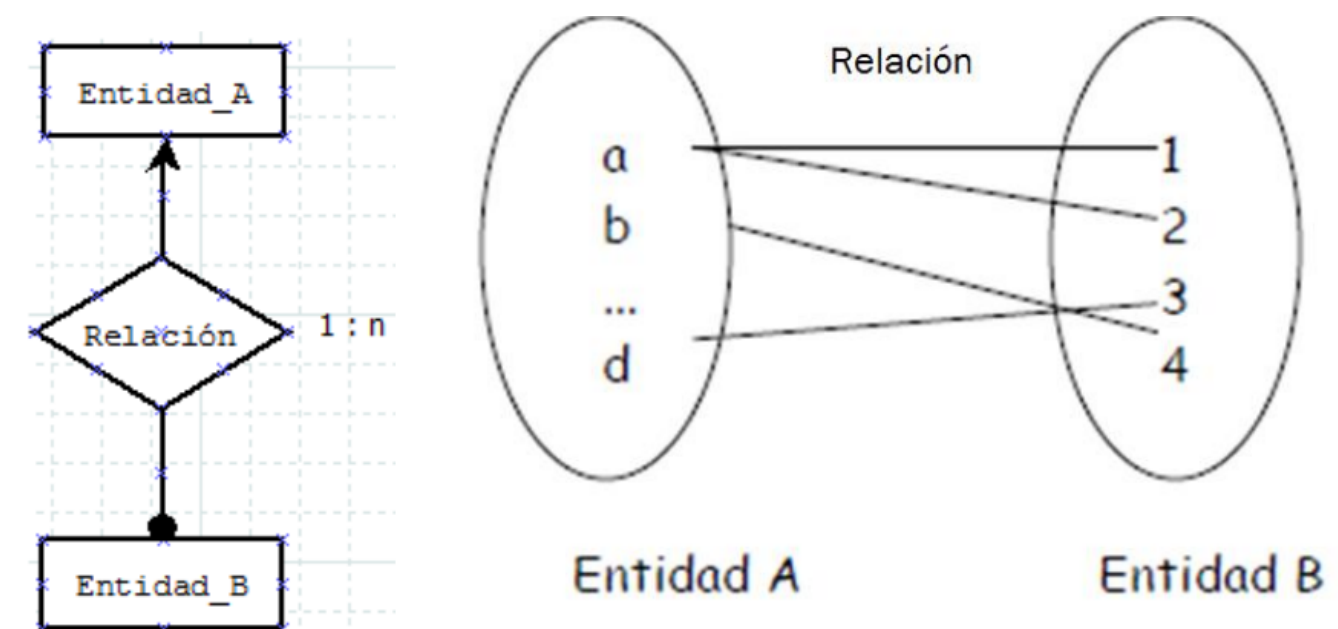 Entidad_A
Relación
1:n
Entidad_B
Relación
a
b
...
d
1
2
3
4
Entidad A
Entidad B